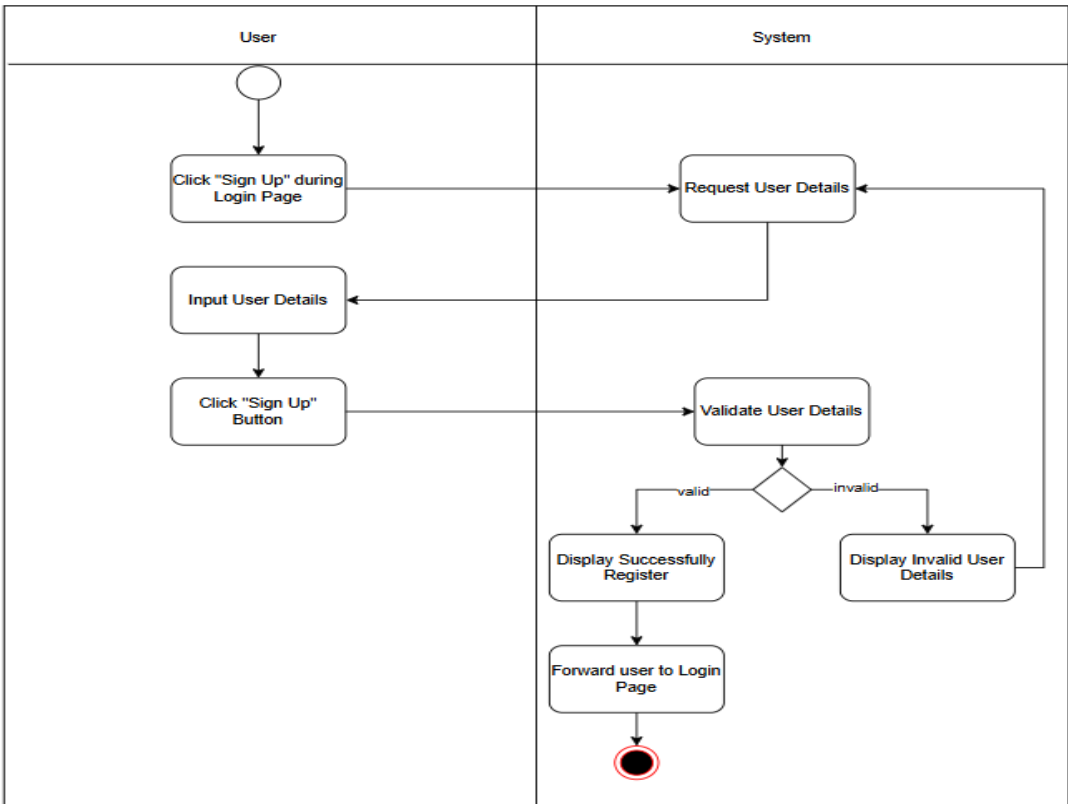 User
System
Click "Sign Up" during
Login Page
Request User Details
Input User Details
Click "Sign Up"
Button
Validate User Details
valid
invalid
Display Successfully
Register
Display Invalid User
Details
Forward user to Login
Page